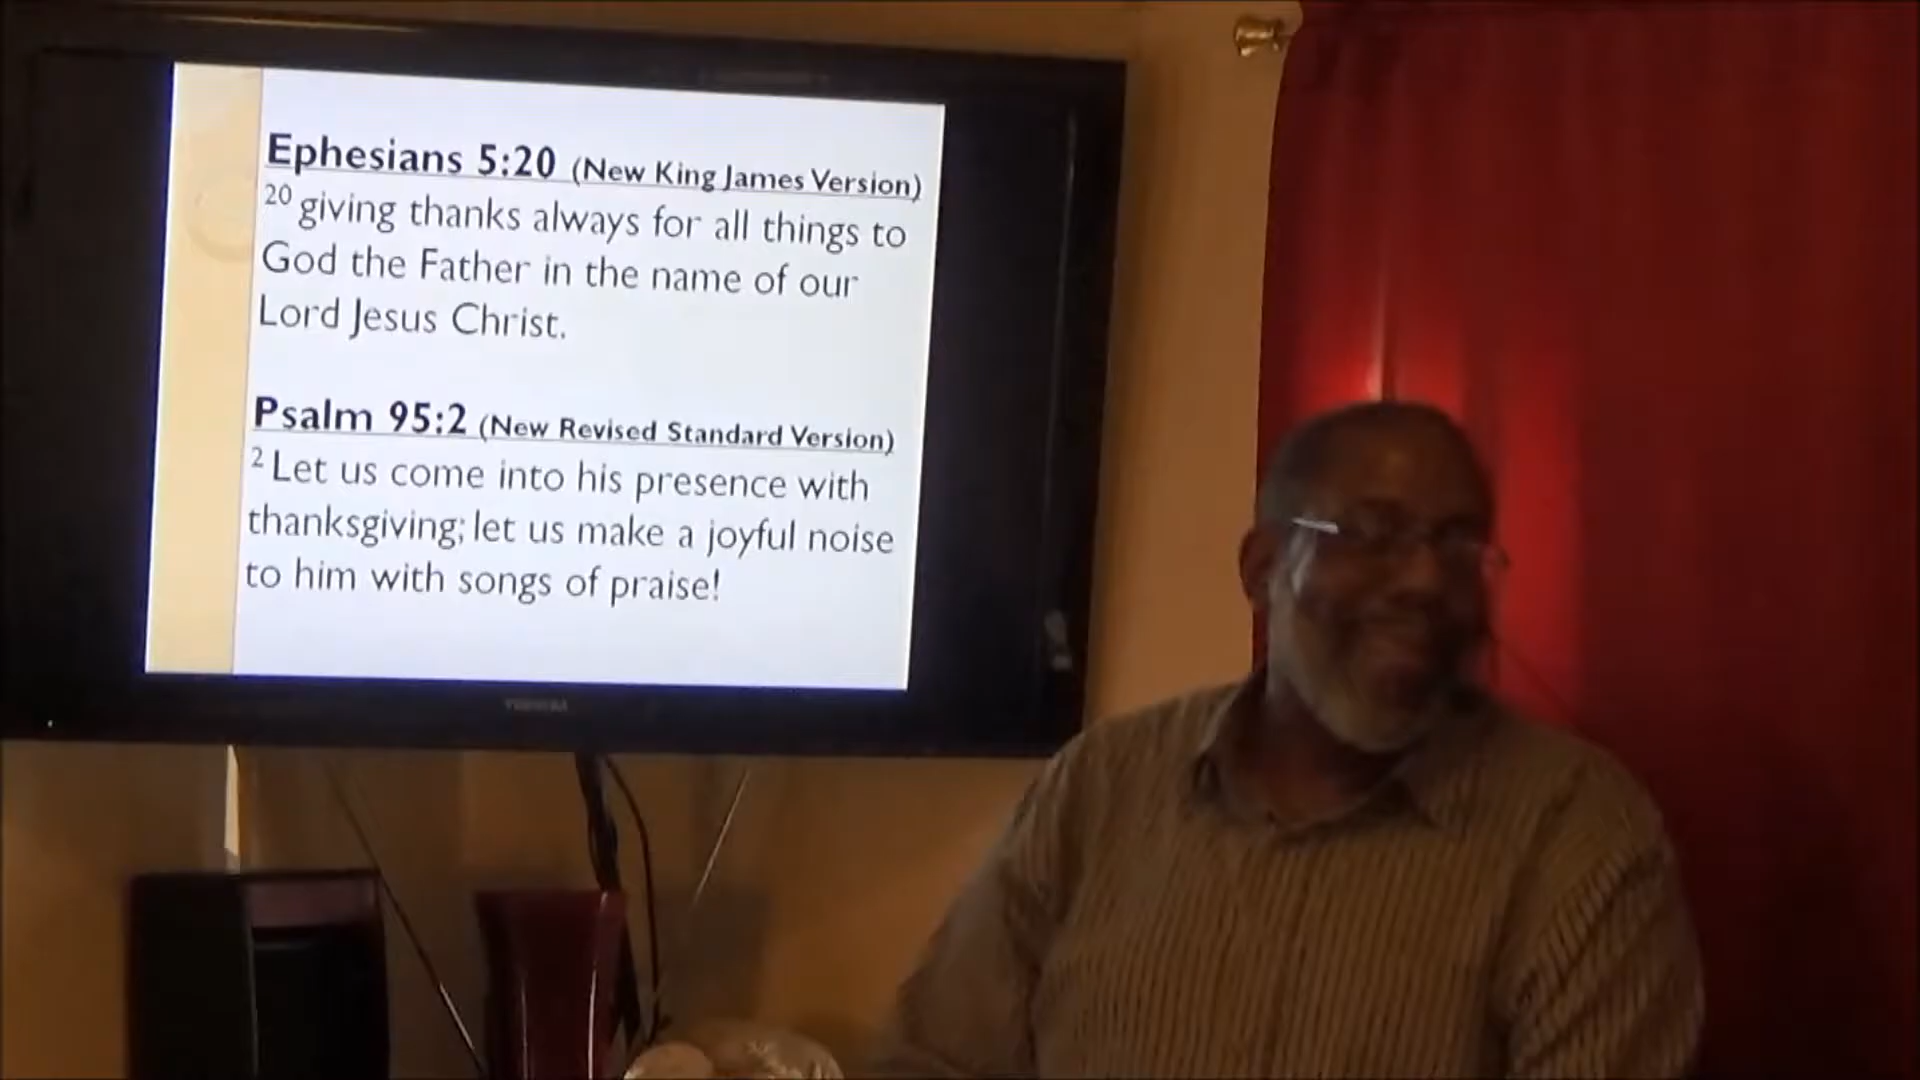 Ephesians 5:20 (New King James Version)
20 giving thanks always for all things to
God the Father in the name of our
Lord Jesus Christ.
Psalm 95:2 (New Revised Standard Version)
2 Let us come into his presence with
thanksgiving; let us make a joyful noise
to him with songs of praise!
TOSHIBA